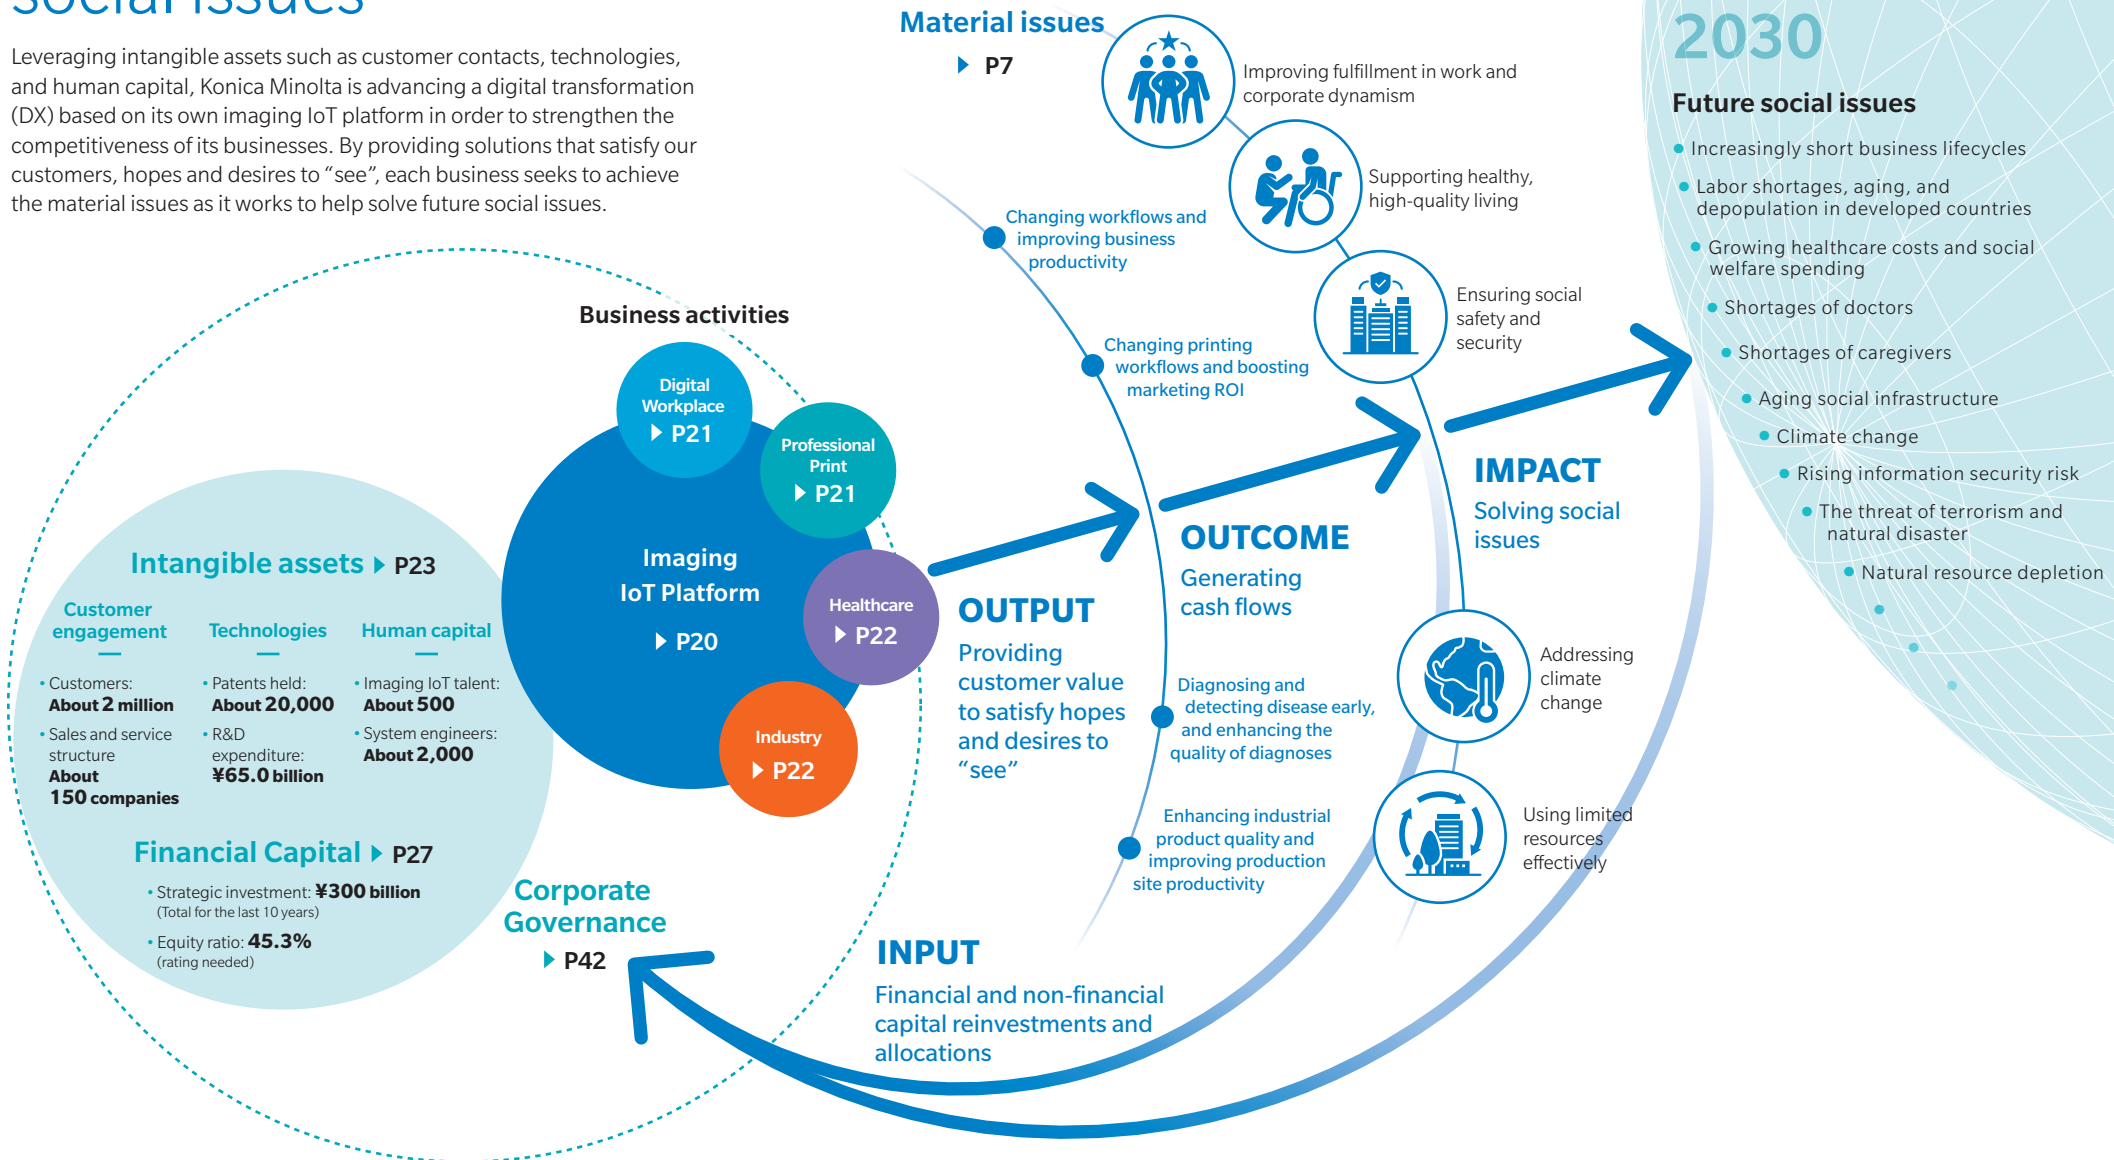 social issues
Leveraging intangible assets such as customer contacts, technologies,
and human capital, Konica Minolta is advancing a digital transformation
(DX) based on its own imaging IoT platform in order to strengthen the
competitiveness of its businesses. By providing solutions that satisfy our
customers, hopes and desires to “see”, each business seeks to achieve
the material issues as it works to help solve future social issues.
Business activities
Digital
Workplace
P21
Professional
Print
P21
Imaging
IoT Platform
P20
Healthcare
P22
Industry
P22
Intangible assets P23
Customer
engagement
• Customers:
About 2 million
• Sales and service
structure
About
150 companies
Technologies
• Patents held:
About 20,000
• R&D
expenditure:
¥65.0 billion
Human capital
• Imaging IoT talent:
About 500
• System engineers:
About 2,000
Financial Capital P27
• Strategic investment: ¥300 billion
(Total for the last 10 years)
• Equity ratio: 45.3%
(rating needed)
Corporate
Governance
P42
OUTPUT
Providing
customer value
to satisfy hopes
and desires to
“see”
INPUT
Financial and non-financial
capital reinvestments and
allocations
Changing workflows and
improving business
productivity
Changing printing
workflows and boosting
marketing ROI
OUTCOME
Generating
cash flows
Diagnosing and
detecting disease early,
and enhancing the
quality of diagnoses
Enhancing industrial
product quality and
improving production
site productivity
Material issues
P7
Improving fulfillment in work and
corporate dynamism
Supporting healthy,
high-quality living
Ensuring social
safety and
security
IMPACT
Solving social
issues
Addressing
climate
change
Using limited
resources
effectively
2030
Future social issues
• Increasingly short business lifecycles
• Labor shortages, aging, and
depopulation in developed countries
• Growing healthcare costs and social
welfare spending
• Shortages of doctors
• Shortages of caregivers
• Aging social infrastructure
• Climate change
• Rising information security risk
• The threat of terrorism and
natural disaster
• Natural resource depletion